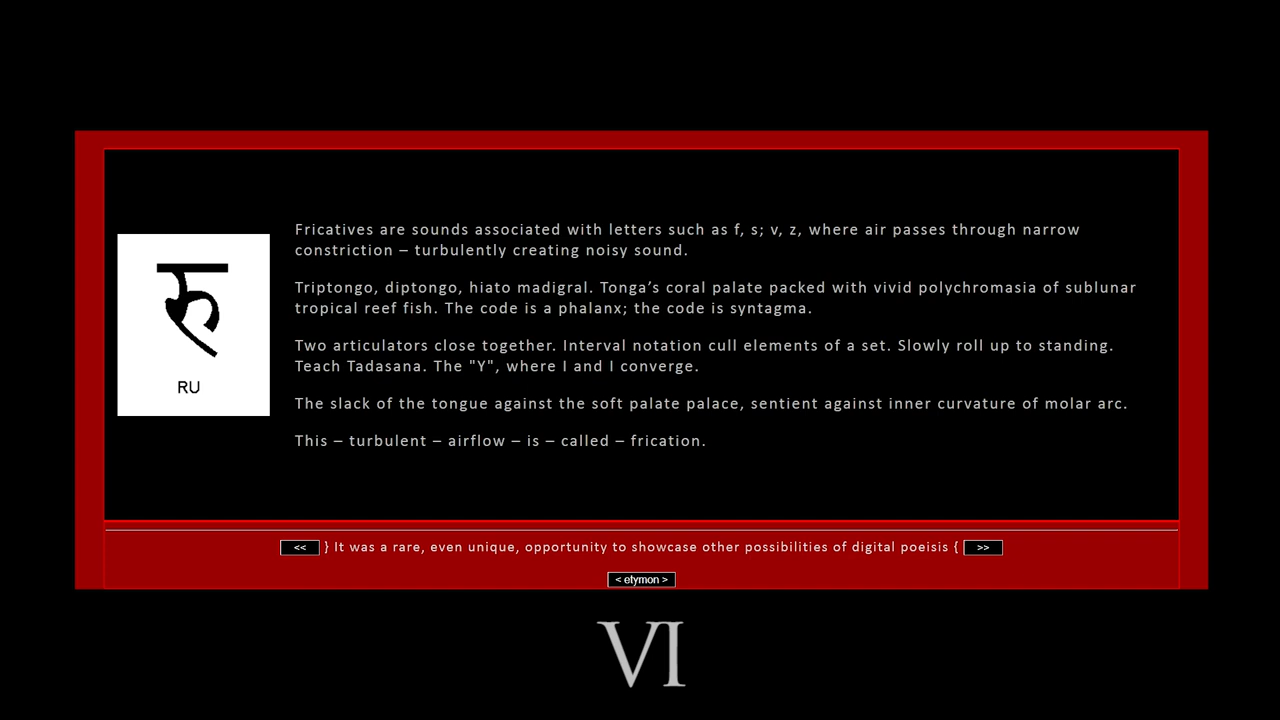 रु
RU
Fricatives are sounds associated with letters such as f, s; v, z, where air passes through narrow
constriction – turbulently creating noisy sound.
Triptongo, diptongo, hiato madigral. Tonga’s coral palate packed with vivid polychromasia of sublunar
tropical reef fish. The code is a phalanx; the code is syntagma.
Two articulators close together. Interval notation cull elements of a set. Slowly roll up to standing.
Teach Tadasana. The "Y", where I and I converge.
The slack of the tongue against the soft palate palace, sentient against inner curvature of molar arc.
This – turbulent – airflow – is – called – frication.
<< } It was a rare, even unique, opportunity to showcase other possibilities of digital poeisis { >>
< etymon >
VI